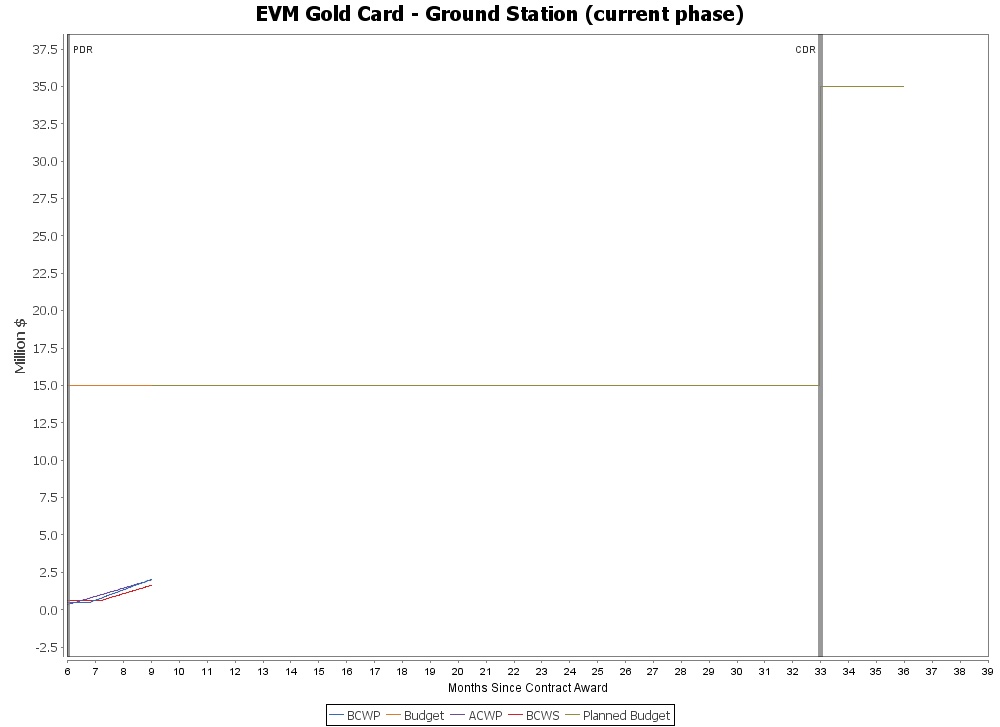 EVM Gold Card - Ground Station (current phase)
PDR
CDR
37.5
35.0
32.5
30.0
27.5
25.0
22.5
20.0
17.5
15.0
12.5
10.0
7.5
5.0
2.5
0.0
-2.5
Million $
6 7 8 9 10 11 12 13 14 15 16 17 18 19 20 21 22 23 24 25 26 27 28 29 30 31 32 33 34 35 36 37 38 39
Months Since Contract Award
BCWP Budget ACWP BCWS Planned Budget